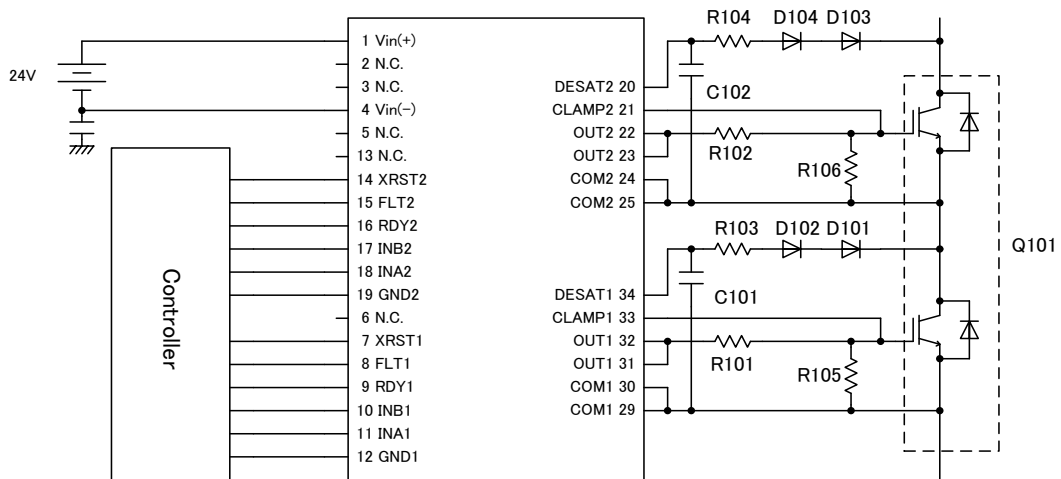 24V
1 Vin(+)
2 N.C.
3 N.C.
4 Vin(-)
5 N.C.
13 N.C.
14 XRST2
15 FLT2
16 RDY2
17 INB2
18 INA2
19 GND2
6 N.C.
7 XRST1
8 FLT1
9 RDY1
10 INB1
11 INA1
12 GND1
Controller
DESAT2 20
CLAMP2 21
OUT2 22
OUT2 23
COM2 24
COM2 25
DESAT1 34
CLAMP1 33
OUT1 32
OUT1 31
COM1 30
COM1 29
R104 D104 D103
C102
R102
R106
R103 D102 D101
C101
R101
R105
Q101